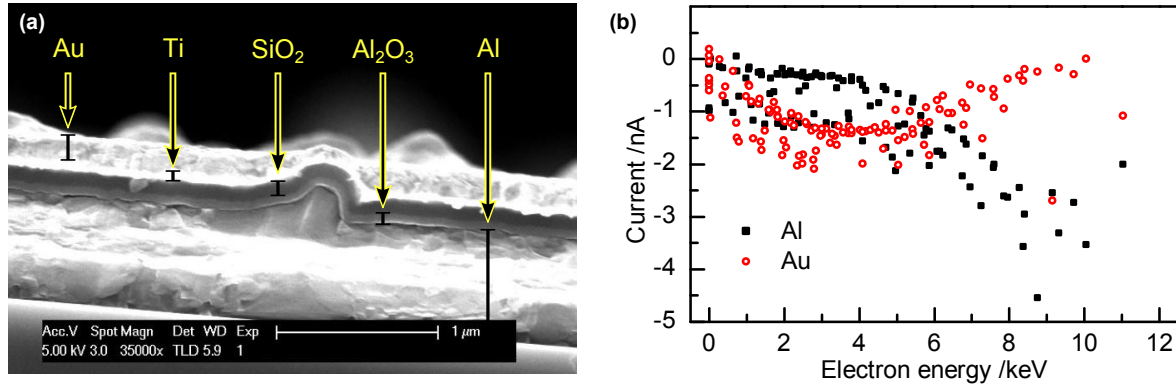 (a)
Au Ti SiO₂ Al₂O₃ Al
Acc.V Spot Magn Det WD Exp
5.00 kV 3.0 35000x TLD 5.9 1
1 µm
(b)
Current /nA
0
-1
-2
-3
-4
-5
Al
Au
0 2 4 6 8 10 12
Electron energy /keV